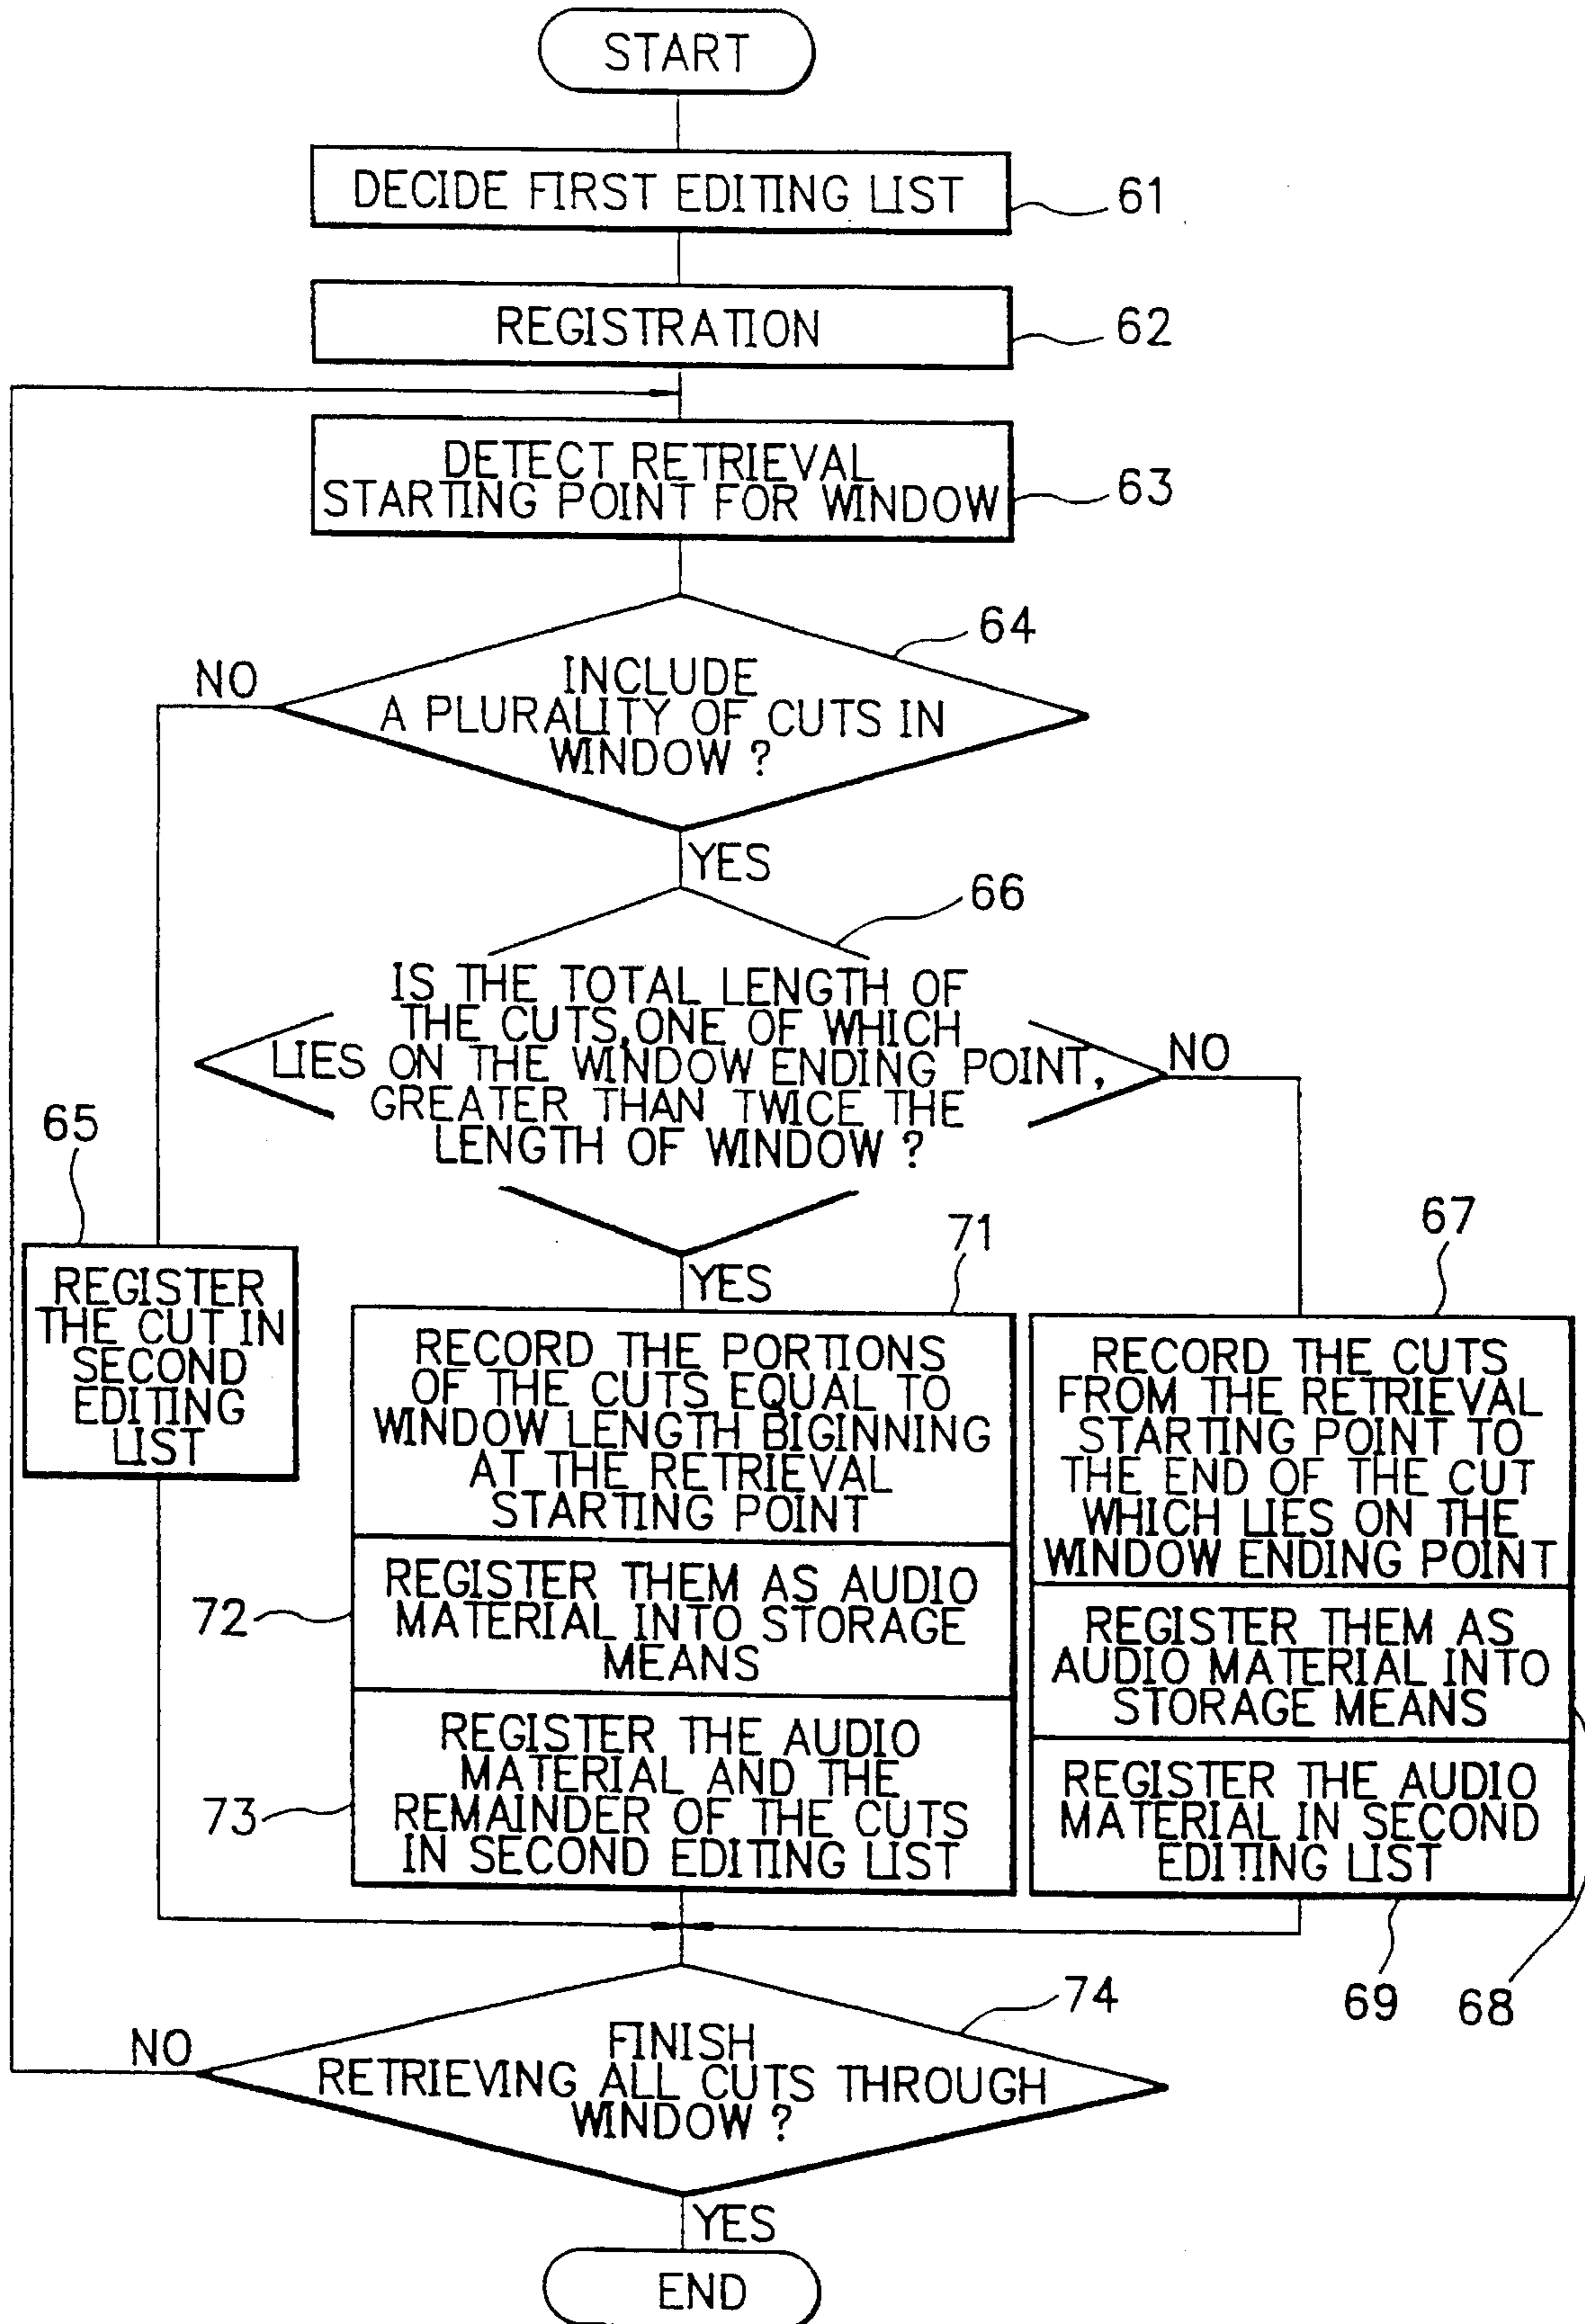 START
DECIDE FIRST EDITING LIST
61
REGISTRATION
62
DETECT RETRIEVAL
STARTING POINT FOR WINDOW
63
64
NO
INCLUDE
A PLURALITY OF CUTS IN
WINDOW ?
YES
66
IS THE TOTAL LENGTH OF
THE CUTS, ONE OF WHICH
LIES ON THE WINDOW ENDING POINT,
GREATER THAN TWICE THE
LENGTH OF WINDOW ?
NO
65
REGISTER
THE CUT IN
SECOND
EDITING
LIST
YES
71
RECORD THE PORTIONS
OF THE CUTS EQUAL TO
WINDOW LENGTH BIGINNING
AT THE RETRIEVAL
STARTING POINT
72
REGISTER THEM AS AUDIO
MATERIAL INTO STORAGE
MEANS
73
REGISTER THE AUDIO
MATERIAL AND THE
REMAINDER OF THE CUTS
IN SECOND EDITING LIST
67
RECORD THE CUTS
FROM THE RETRIEVAL
STARTING POINT TO
THE END OF THE CUT
WHICH LIES ON THE
WINDOW ENDING POINT
REGISTER THEM AS
AUDIO MATERIAL INTO
STORAGE MEANS
REGISTER THE AUDIO
MATERIAL IN SECOND
EDITING LIST
69
68
74
NO
FINISH
RETRIEVING ALL CUTS THROUGH
WINDOW ?
YES
END